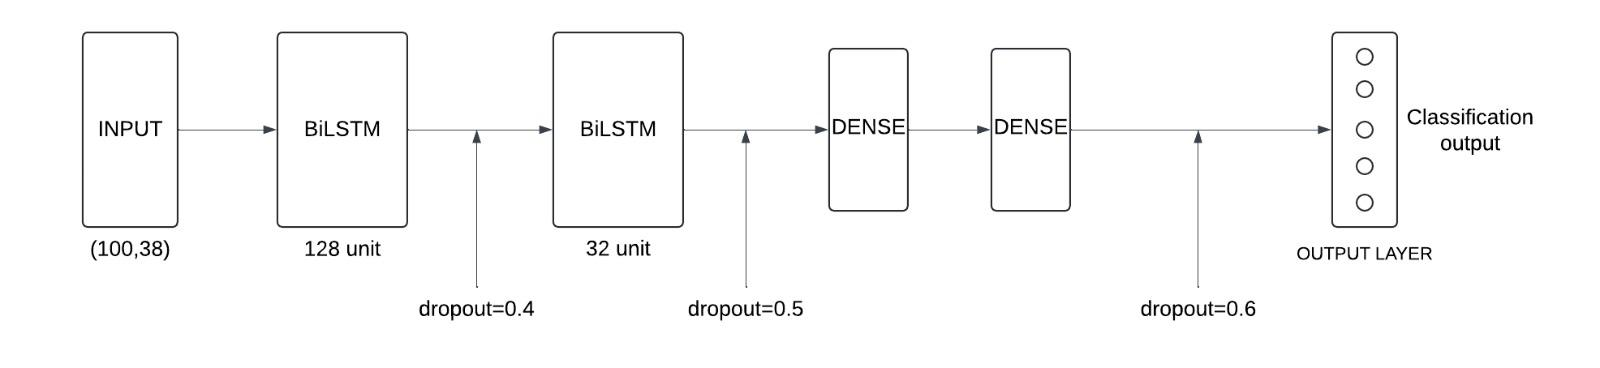 INPUT
(100,38)
BiLSTM
128 unit
dropout=0.4
BiLSTM
32 unit
dropout=0.5
DENSE
DENSE
dropout=0.6
OUTPUT LAYER
Classification
output